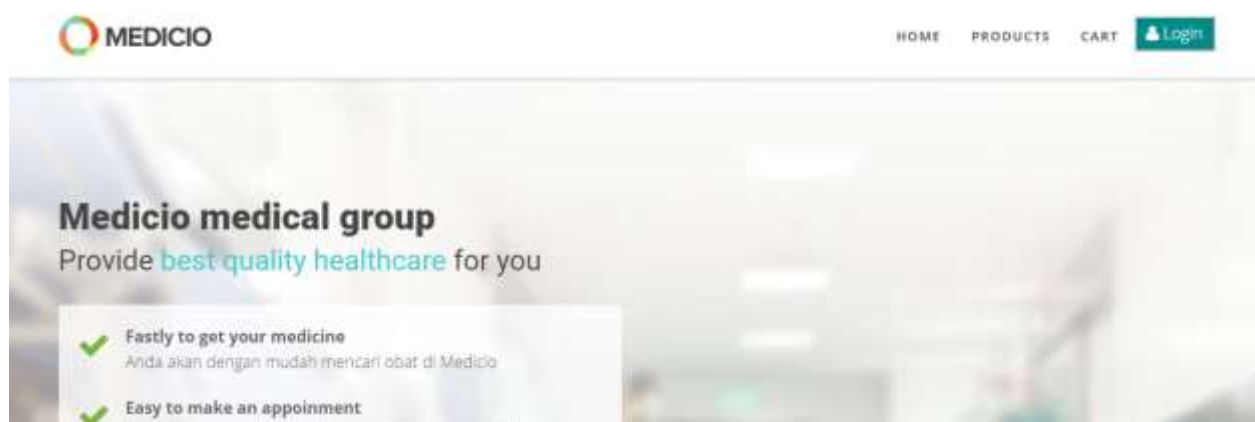 MEDICIO
HOME PRODUCTS CART Login
Medicio medical group
Provide best quality healthcare for you
Fastly to get your medicine
Anda akan dengan mudah mencari obat di Medicio
Easy to make an appoinment